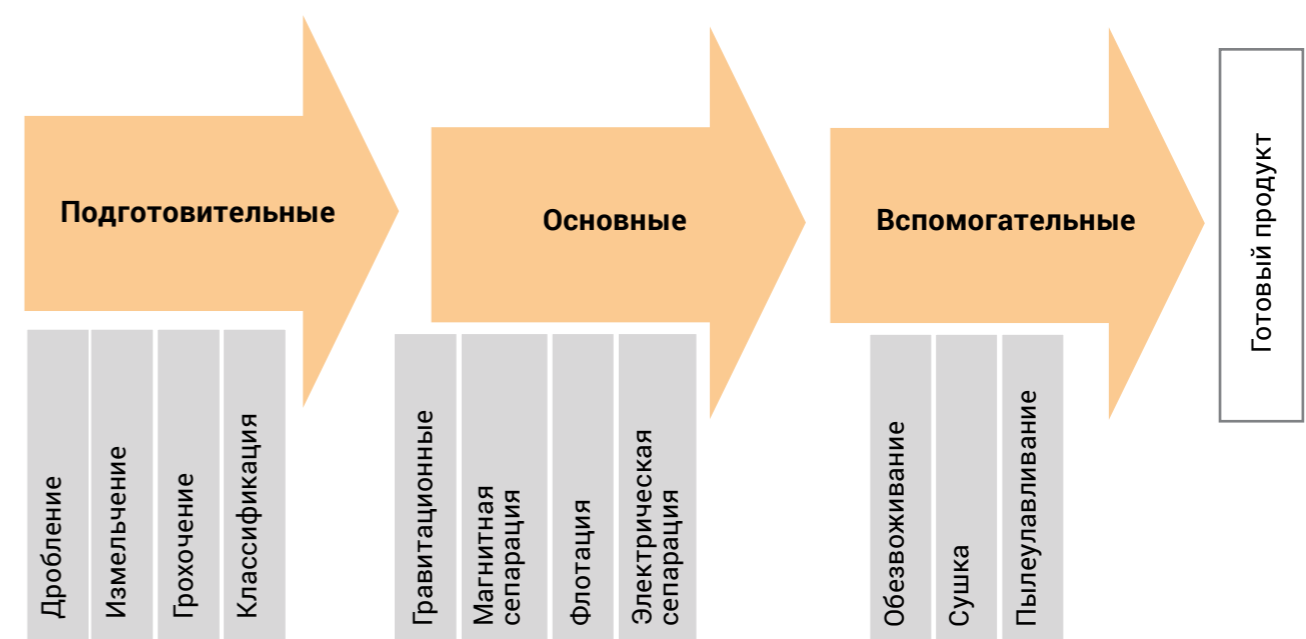 Подготовительные
Дробление
Измельчение
Грохочение
Классификация
Основные
Гравитационные
Магнитная
сепарация
Флотация
Электрическая
сепарация
Вспомогательные
Обезвоживание
Сушка
Пылеулавливание
Готовый продукт